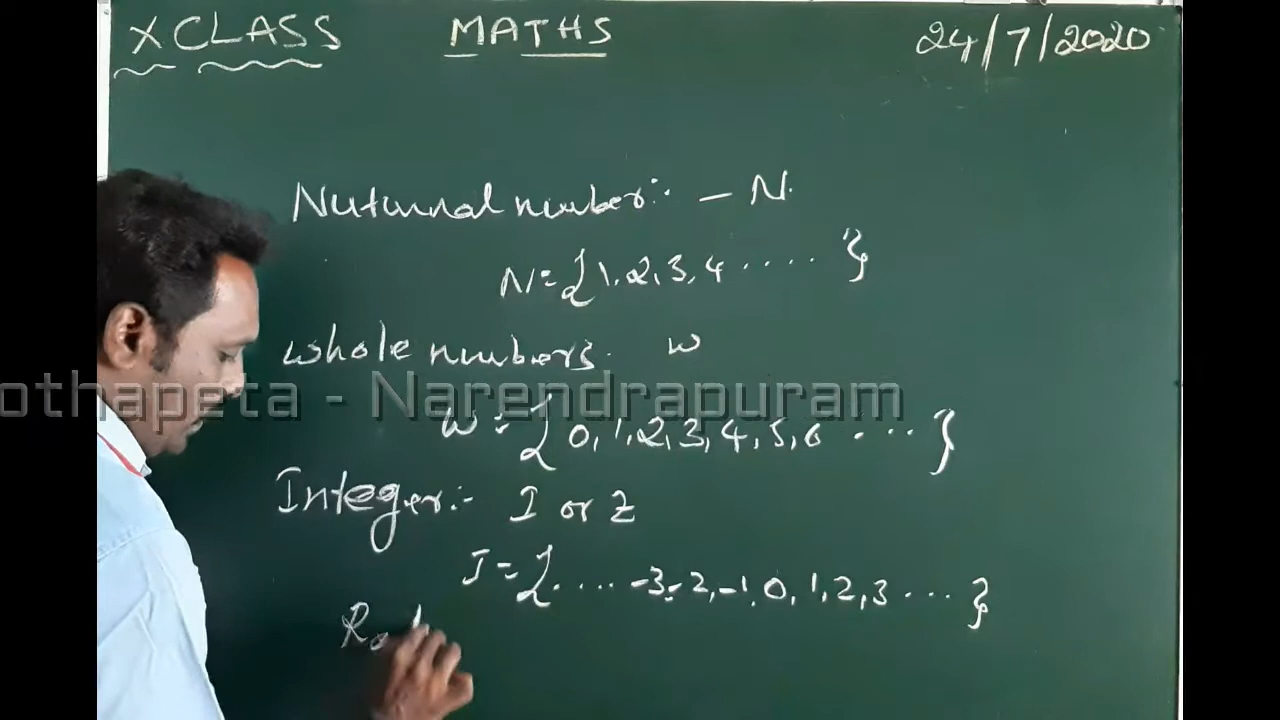 X CLASS MATHS 24/7/2020
Naturnal number:- – N.
N = {1, 2, 3, 4 ..... }
whole numbers. W
othapeta - Narendrapuram
W = { 0, 1, 2, 3, 4, 5, 6 .... }
Integer:- I or Z
I = { .... -3, -2, -1, 0, 1, 2, 3 .... }